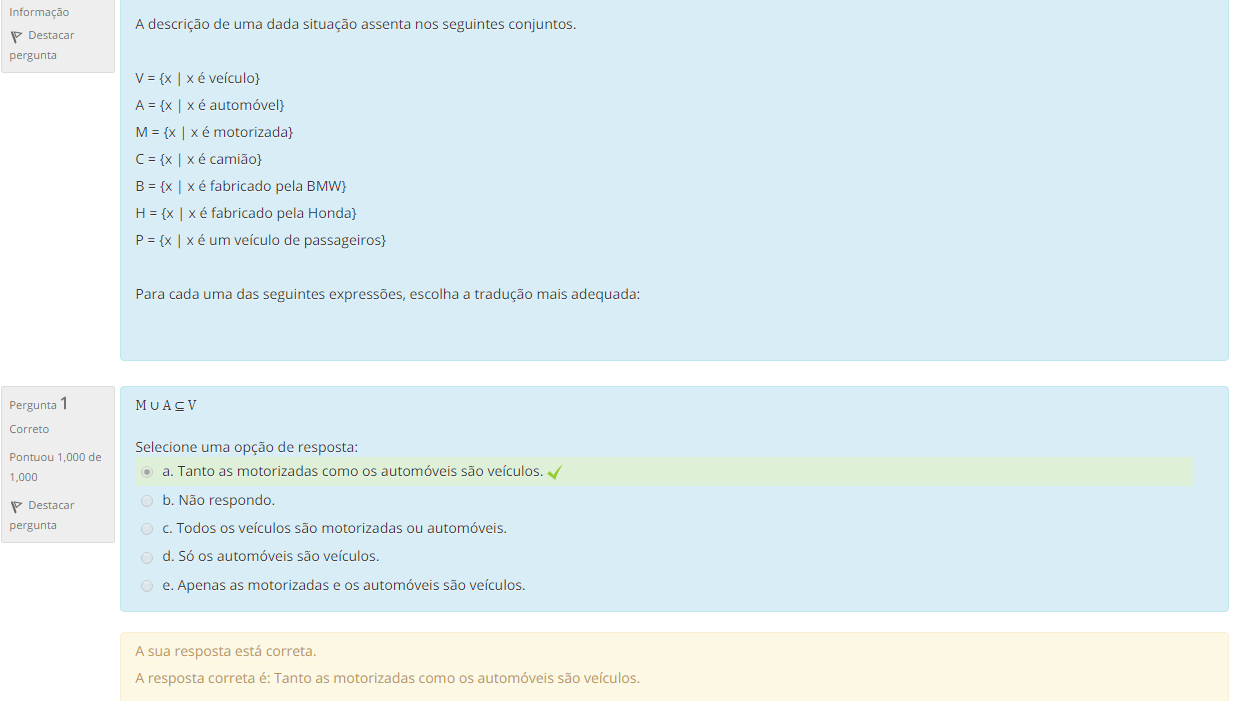 Informação
Destacar
pergunta
A descrição de uma dada situação assenta nos seguintes conjuntos.
V = {x | x é veículo}
A = {x | x é automóvel}
M = {x | x é motorizada}
C = {x | x é camião}
B = {x | x é fabricado pela BMW}
H = {x | x é fabricado pela Honda}
P = {x | x é um veículo de passageiros}
Para cada uma das seguintes expressões, escolha a tradução mais adequada:
Pergunta 1
Correto
Pontuou 1,000 de
1,000
Destacar
pergunta
M ∪ A ⊆ V
Selecione uma opção de resposta:
a. Tanto as motorizadas como os automóveis são veículos.
b. Não respondo.
c. Todos os veículos são motorizadas ou automóveis.
d. Só os automóveis são veículos.
e. Apenas as motorizadas e os automóveis são veículos.
A sua resposta está correta.
A resposta correta é: Tanto as motorizadas como os automóveis são veículos.